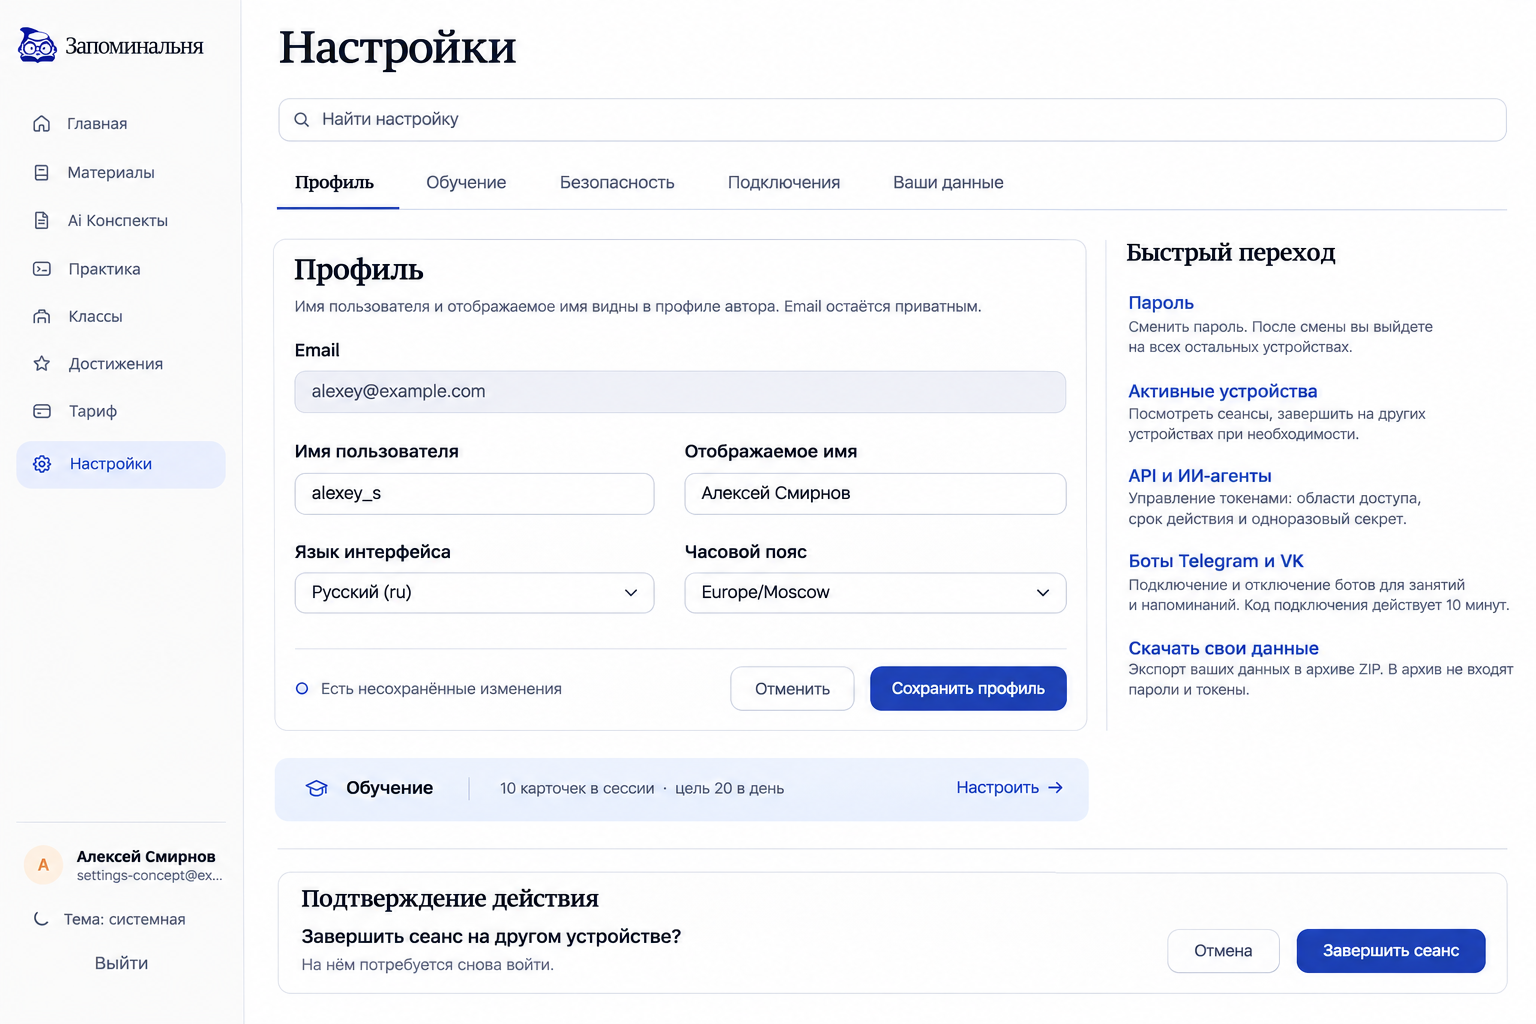 Запоминальня
Главная
Материалы
Ai Конспекты
Практика
Классы
Достижения
Тариф
Настройки
А
Алексей Смирнов
settings-concept@ex...
Тема: системная
Выйти
Настройки
Найти настройку
Профиль
Обучение
Безопасность
Подключения
Ваши данные
Профиль
Имя пользователя и отображаемое имя видны в профиле автора. Email остаётся приватным.
Email
alexey@example.com
Имя пользователя
Отображаемое имя
alexey_s
Алексей Смирнов
Язык интерфейса
Часовой пояс
Русский (ru)
Europe/Moscow
Есть несохранённые изменения
Отменить
Сохранить профиль
Быстрый переход
Пароль
Сменить пароль. После смены вы выйдете
на всех остальных устройствах.
Активные устройства
Посмотреть сеансы, завершить на других
устройствах при необходимости.
API и ИИ-агенты
Управление токенами: области доступа,
срок действия и одноразовый секрет.
Боты Telegram и VK
Подключение и отключение ботов для занятий
и напоминаний. Код подключения действует 10 минут.
Скачать свои данные
Экспорт ваших данных в архиве ZIP. В архив не входят
пароли и токены.
Обучение
10 карточек в сессии · цель 20 в день
Настроить →
Подтверждение действия
Завершить сеанс на другом устройстве?
На нём потребуется снова войти.
Отмена
Завершить сеанс